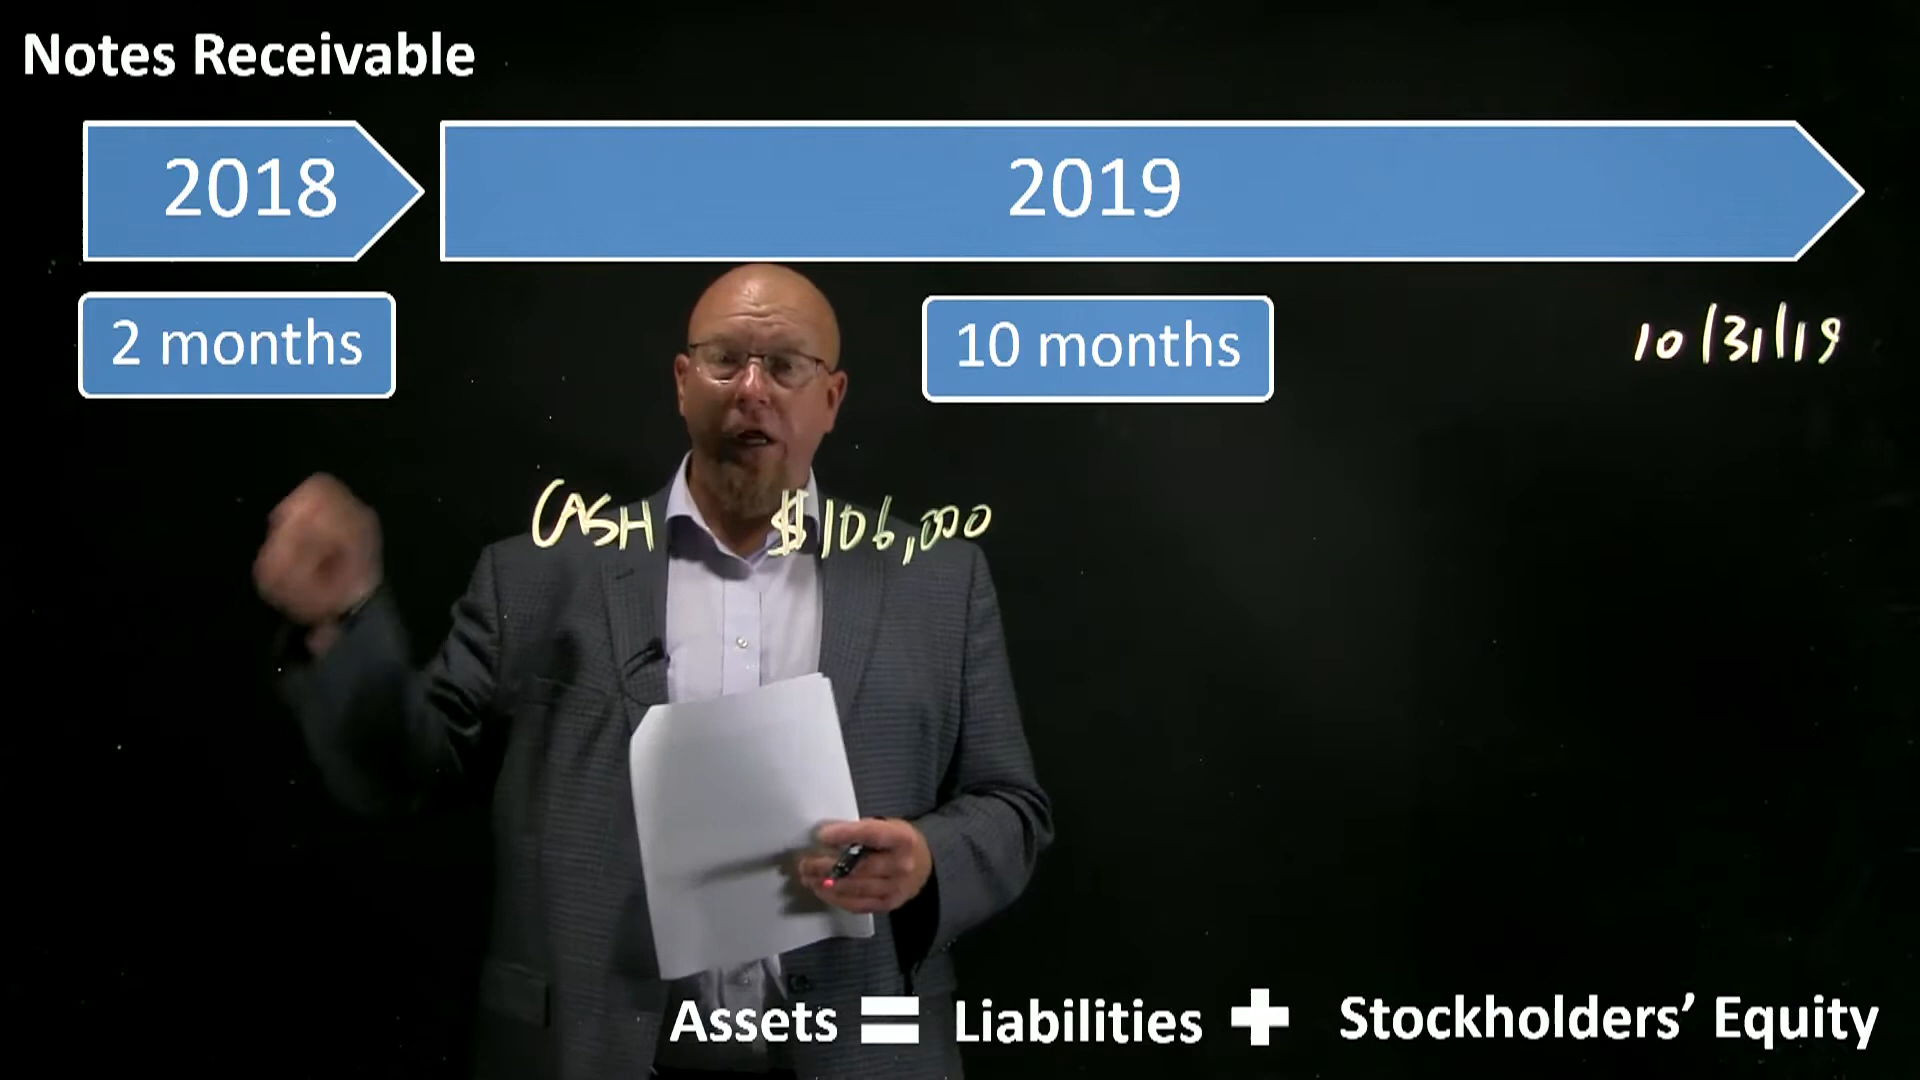 Notes Receivable
2018
2019
2 months
10 months
10/31/19
CASH $106,000
Assets = Liabilities + Stockholders' Equity